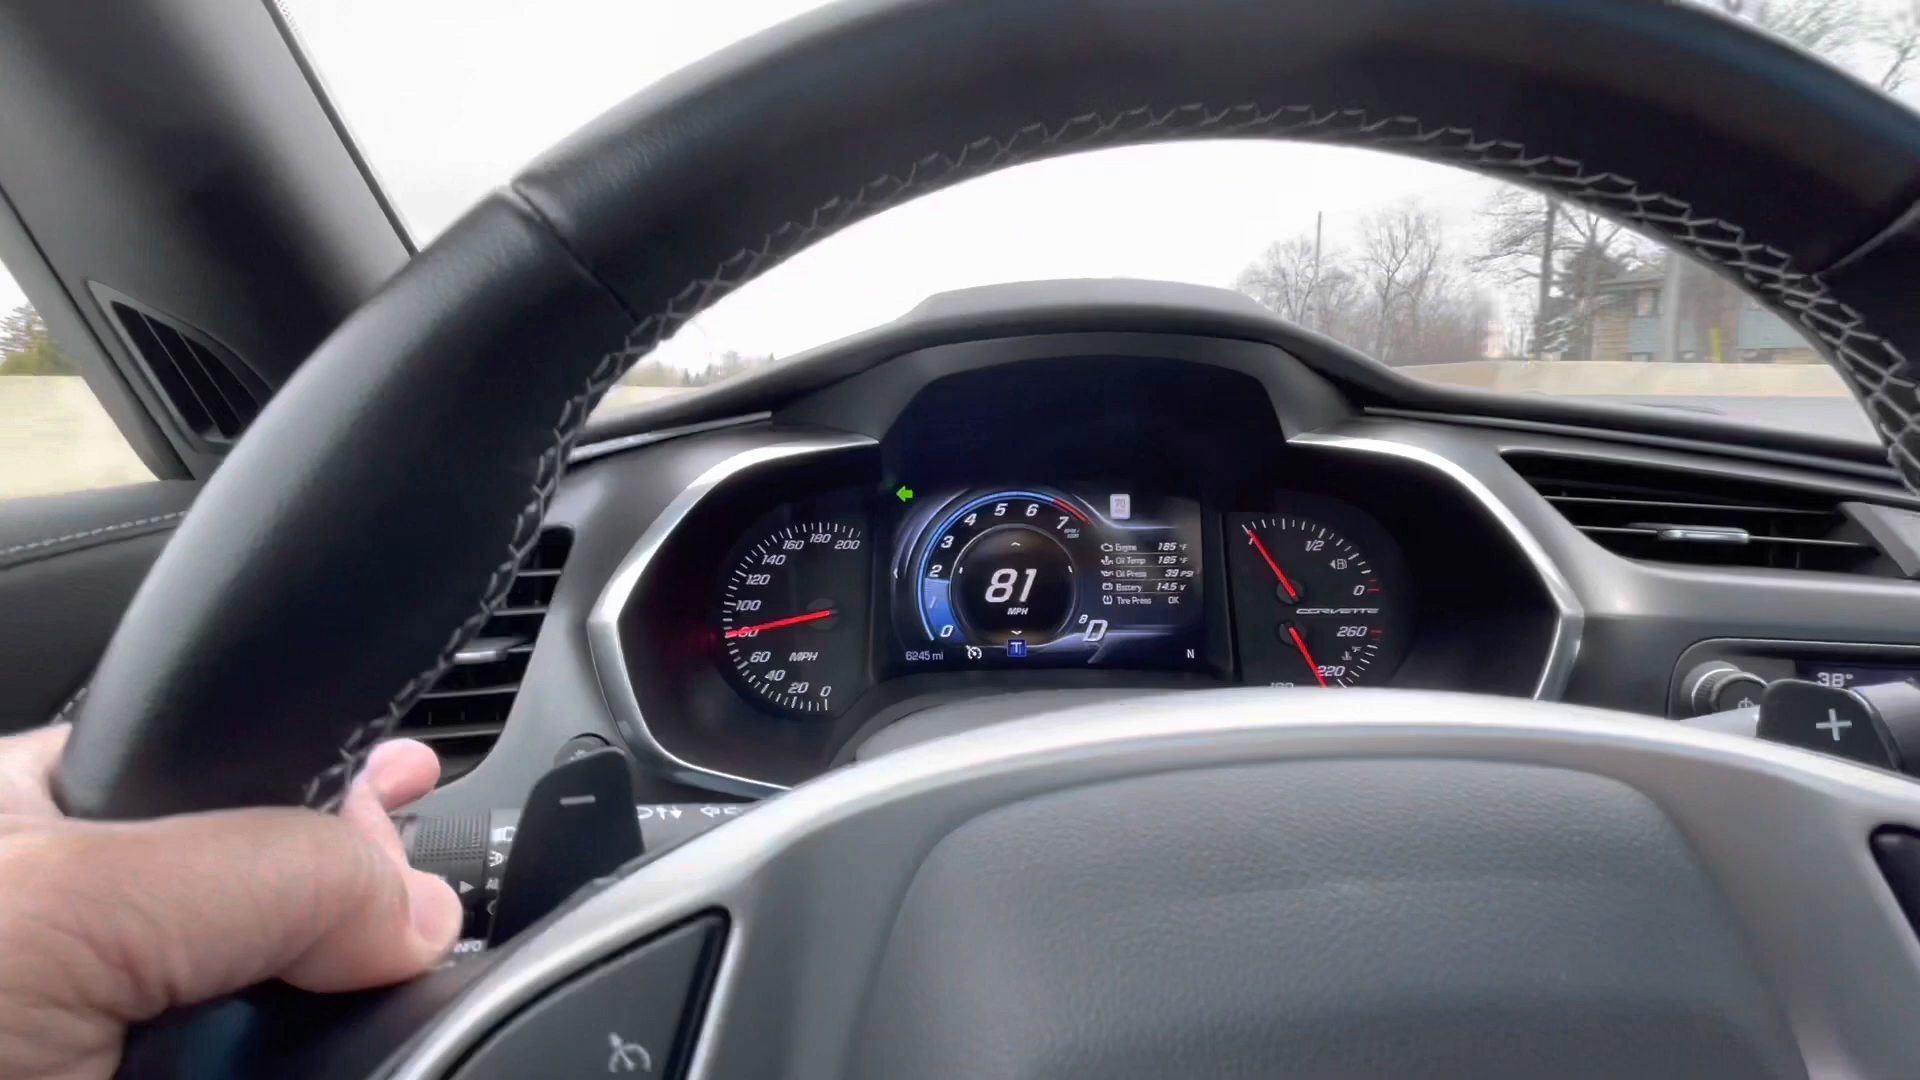 200
180
160
140
120
100
80
60
MPH
40
20
0
0
1
2
3
4
5
6
7
81
MPH
70
Engine 185 °F
Oil Temp 185 °F
Oil Press 39 PSI
Battery 14.5 v
Tire Press OK
8 D
6245 mi
N
1/2
0
CORVETTE
260
°F
220
38°
+
−
INFO